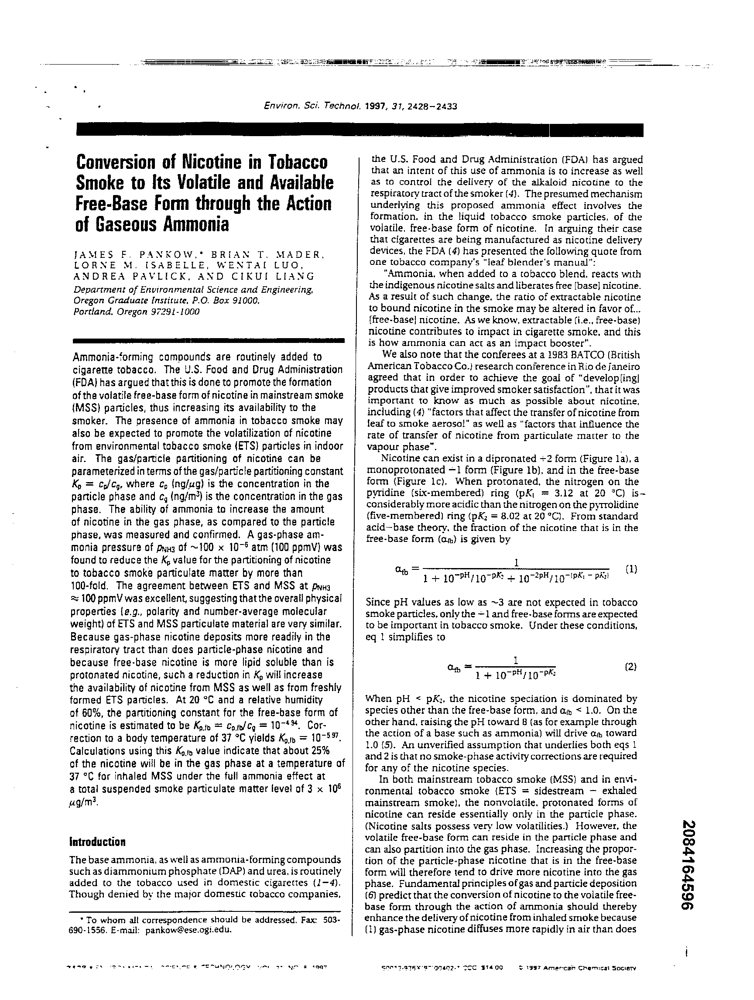 Environ. Sci. Technol. 1997, 31, 2428−2433
Conversion of Nicotine in Tobacco
Smoke to Its Volatile and Available
Free-Base Form through the Action
of Gaseous Ammonia
JAMES F. PANKOW,* BRIAN T. MADER,
LORNE M. ISABELLE, WENTAI LUO,
ANDREA PAVLICK, AND CIKUI LIANG
Department of Environmental Science and Engineering,
Oregon Graduate Institute, P.O. Box 91000,
Portland, Oregon 97291-1000
Ammonia-forming compounds are routinely added to
cigarette tobacco. The U.S. Food and Drug Administration
(FDA) has argued that this is done to promote the formation
of the volatile free-base form of nicotine in mainstream smoke
(MSS) particles, thus increasing its availability to the
smoker. The presence of ammonia in tobacco smoke may
also be expected to promote the volatilization of nicotine
from environmental tobacco smoke (ETS) particles in indoor
air. The gas/particle partitioning of nicotine can be
parameterized in terms of the gas/particle partitioning constant
Kp = cp/cg, where cp (ng/μg) is the concentration in the
particle phase and cg (ng/m³) is the concentration in the gas
phase. The ability of ammonia to increase the amount
of nicotine in the gas phase, as compared to the particle
phase, was measured and confirmed. A gas-phase am-
monia pressure of pNH3 of ~100 × 10⁻⁶ atm (100 ppmV) was
found to reduce the Kp value for the partitioning of nicotine
to tobacco smoke particulate matter by more than
100-fold. The agreement between ETS and MSS at pNH3
≈ 100 ppmV was excellent, suggesting that the overall physical
properties (e.g., polarity and number-average molecular
weight) of ETS and MSS particulate material are very similar.
Because gas-phase nicotine deposits more readily in the
respiratory tract than does particle-phase nicotine and
because free-base nicotine is more lipid soluble than is
protonated nicotine, such a reduction in Kp will increase
the availability of nicotine from MSS as well as from freshly
formed ETS particles. At 20 °C and a relative humidity
of 60%, the partitioning constant for the free-base form of
nicotine is estimated to be Kp,fb = cp,fb/cg = 10⁻⁴·⁹⁴. Cor-
rection to a body temperature of 37 °C yields Kp,fb = 10⁻⁵·⁹⁷.
Calculations using this Kp,fb value indicate that about 25%
of the nicotine will be in the gas phase at a temperature of
37 °C for inhaled MSS under the full ammonia effect at
a total suspended smoke particulate matter level of 3 × 10⁶
μg/m³.
Introduction
The base ammonia, as well as ammonia-forming compounds
such as diammonium phosphate (DAP) and urea, is routinely
added to the tobacco used in domestic cigarettes (1−4).
Though denied by the major domestic tobacco companies,
* To whom all correspondence should be addressed. Fax: 503-
690-1556. E-mail: pankow@ese.ogi.edu.
the U.S. Food and Drug Administration (FDA) has argued
that an intent of this use of ammonia is to increase as well
as to control the delivery of the alkaloid nicotine to the
respiratory tract of the smoker (4). The presumed mechanism
underlying this proposed ammonia effect involves the
formation, in the liquid tobacco smoke particles, of the
volatile, free-base form of nicotine. In arguing their case
that cigarettes are being manufactured as nicotine delivery
devices, the FDA (4) has presented the following quote from
one tobacco company's "leaf blender's manual":
"Ammonia, when added to a tobacco blend, reacts with
the indigenous nicotine salts and liberates free [base] nicotine.
As a result of such change, the ratio of extractable nicotine
to bound nicotine in the smoke may be altered in favor of...
[free-base] nicotine. As we know, extractable (i.e., free-base)
nicotine contributes to impact in cigarette smoke, and this
is how ammonia can act as an impact booster".
We also note that the conferees at a 1983 BATCO (British
American Tobacco Co.) research conference in Rio de Janeiro
agreed that in order to achieve the goal of "develop[ing]
products that give improved smoker satisfaction", that it was
important to know as much as possible about nicotine,
including (4) "factors that affect the transfer of nicotine from
leaf to smoke aerosol" as well as "factors that influence the
rate of transfer of nicotine from particulate matter to the
vapour phase".
Nicotine can exist in a dipronated +2 form (Figure 1a), a
monoprotonated +1 form (Figure 1b), and in the free-base
form (Figure 1c). When protonated, the nitrogen on the
pyridine (six-membered) ring (pK₁ = 3.12 at 20 °C) is
considerably more acidic than the nitrogen on the pyrrolidine
(five-membered) ring (pK₂ = 8.02 at 20 °C). From standard
acid−base theory, the fraction of the nicotine that is in the
free-base form (αfb) is given by
αfb = 1 / (1 + 10^−pH/10^−pK₂ + 10^−2pH/10^−(pK₁ + pK₂)) (1)
Since pH values as low as ~3 are not expected in tobacco
smoke particles, only the +1 and free-base forms are expected
to be important in tobacco smoke. Under these conditions,
eq 1 simplifies to
αfb = 1 / (1 + 10^−pH/10^−pK₂) (2)
When pH < pK₂, the nicotine speciation is dominated by
species other than the free-base form, and αfb < 1.0. On the
other hand, raising the pH toward 8 (as for example through
the action of a base such as ammonia) will drive αfb toward
1.0 (5). An unverified assumption that underlies both eqs 1
and 2 is that no smoke-phase activity corrections are required
for any of the nicotine species.
In both mainstream tobacco smoke (MSS) and in envi-
ronmental tobacco smoke (ETS = sidestream + exhaled
mainstream smoke), the nonvolatile, protonated forms of
nicotine can reside essentially only in the particle phase.
(Nicotine salts possess very low volatilities.) However, the
volatile free-base form can reside in the particle phase and
can also partition into the gas phase. Increasing the propor-
tion of the particle-phase nicotine that is in the free-base
form will therefore tend to drive more nicotine into the gas
phase. Fundamental principles of gas and particle deposition
(6) predict that the conversion of nicotine to the volatile free-
base form through the action of ammonia should thereby
enhance the delivery of nicotine from inhaled smoke because
(1) gas-phase nicotine diffuses more rapidly in air than does
2084164596
$14.00 © 1997 American Chemical Society